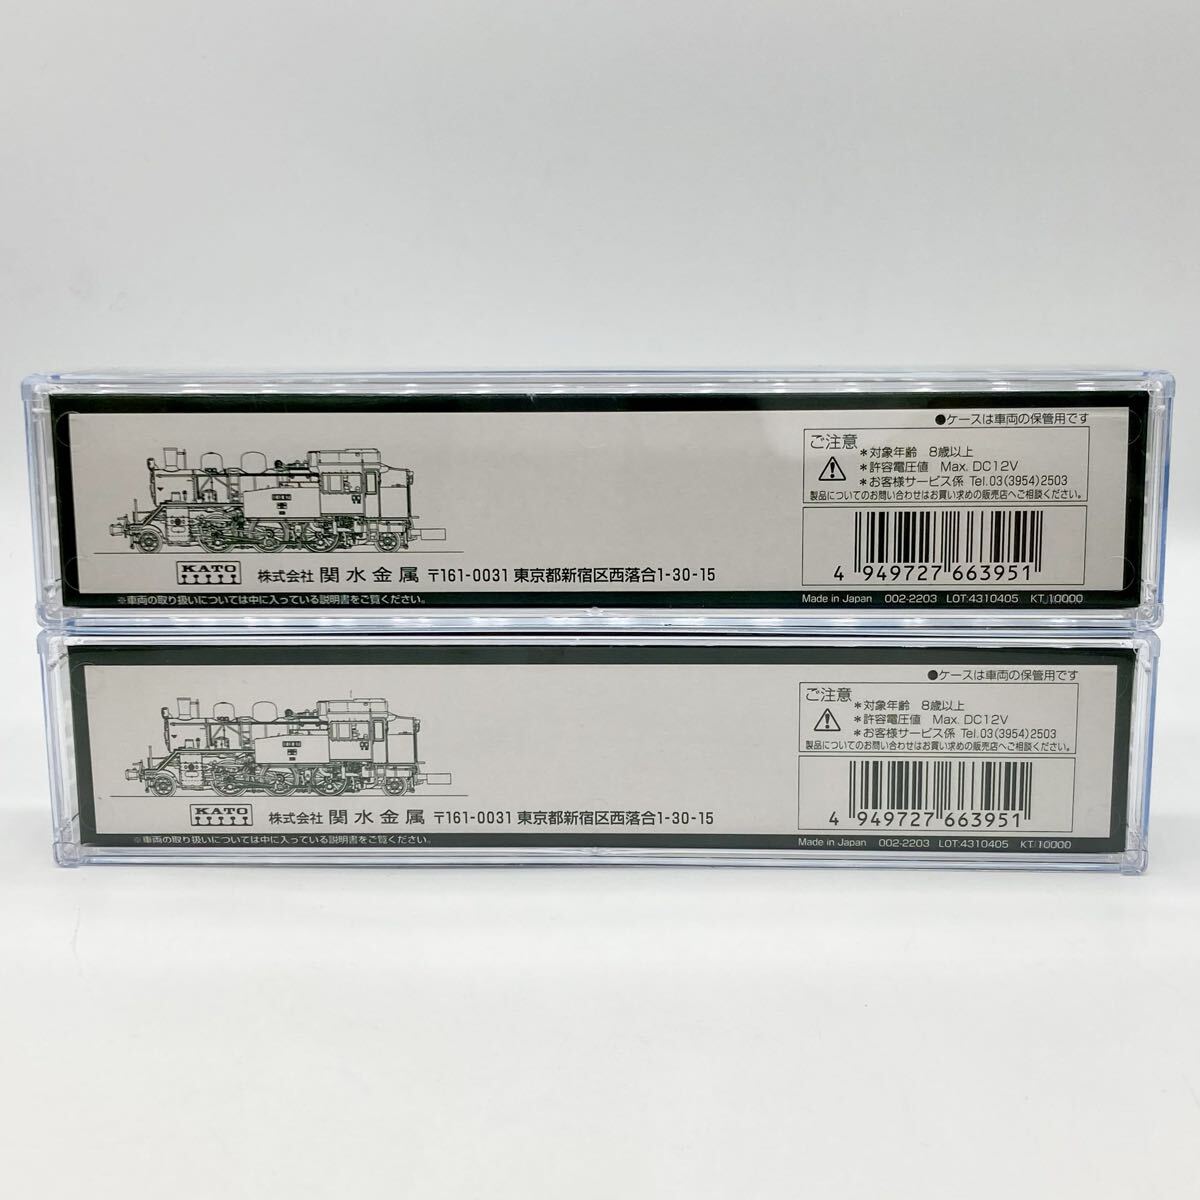 ●ケースは車両の保管用です
ご注意
*対象年齢 8歳以上
*許容電圧値 Max. DC12V
*お客様サービス係 Tel.03(3954)2503
製品についてのお問い合わせはお買い求めの販売店へご相談ください。
4 949727 663951
KATO 株式会社 関水金属 〒161-0031 東京都新宿区西落合1-30-15
※車両の取り扱いについては中に入っている説明書をご覧ください。
Made in Japan 002-2203 LOT:4310405 KT 10000
●ケースは車両の保管用です
ご注意
*対象年齢 8歳以上
*許容電圧値 Max. DC12V
*お客様サービス係 Tel.03(3954)2503
製品についてのお問い合わせはお買い求めの販売店へご相談ください。
4 949727 663951
KATO 株式会社 関水金属 〒161-0031 東京都新宿区西落合1-30-15
※車両の取り扱いについては中に入っている説明書をご覧ください。
Made in Japan 002-2203 LOT:4310405 KT 10000